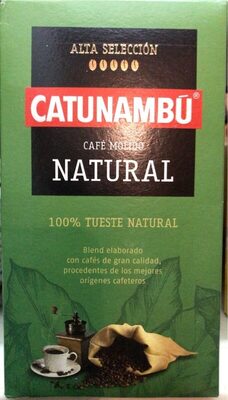 ALTA SELECCIÓN
CATUNAMBÚ®
CAFÉ MOLIDO
NATURAL
100% TUESTE NATURAL
Blend elaborado
con cafés de gran calidad,
procedentes de los mejores
orígenes cafeteros